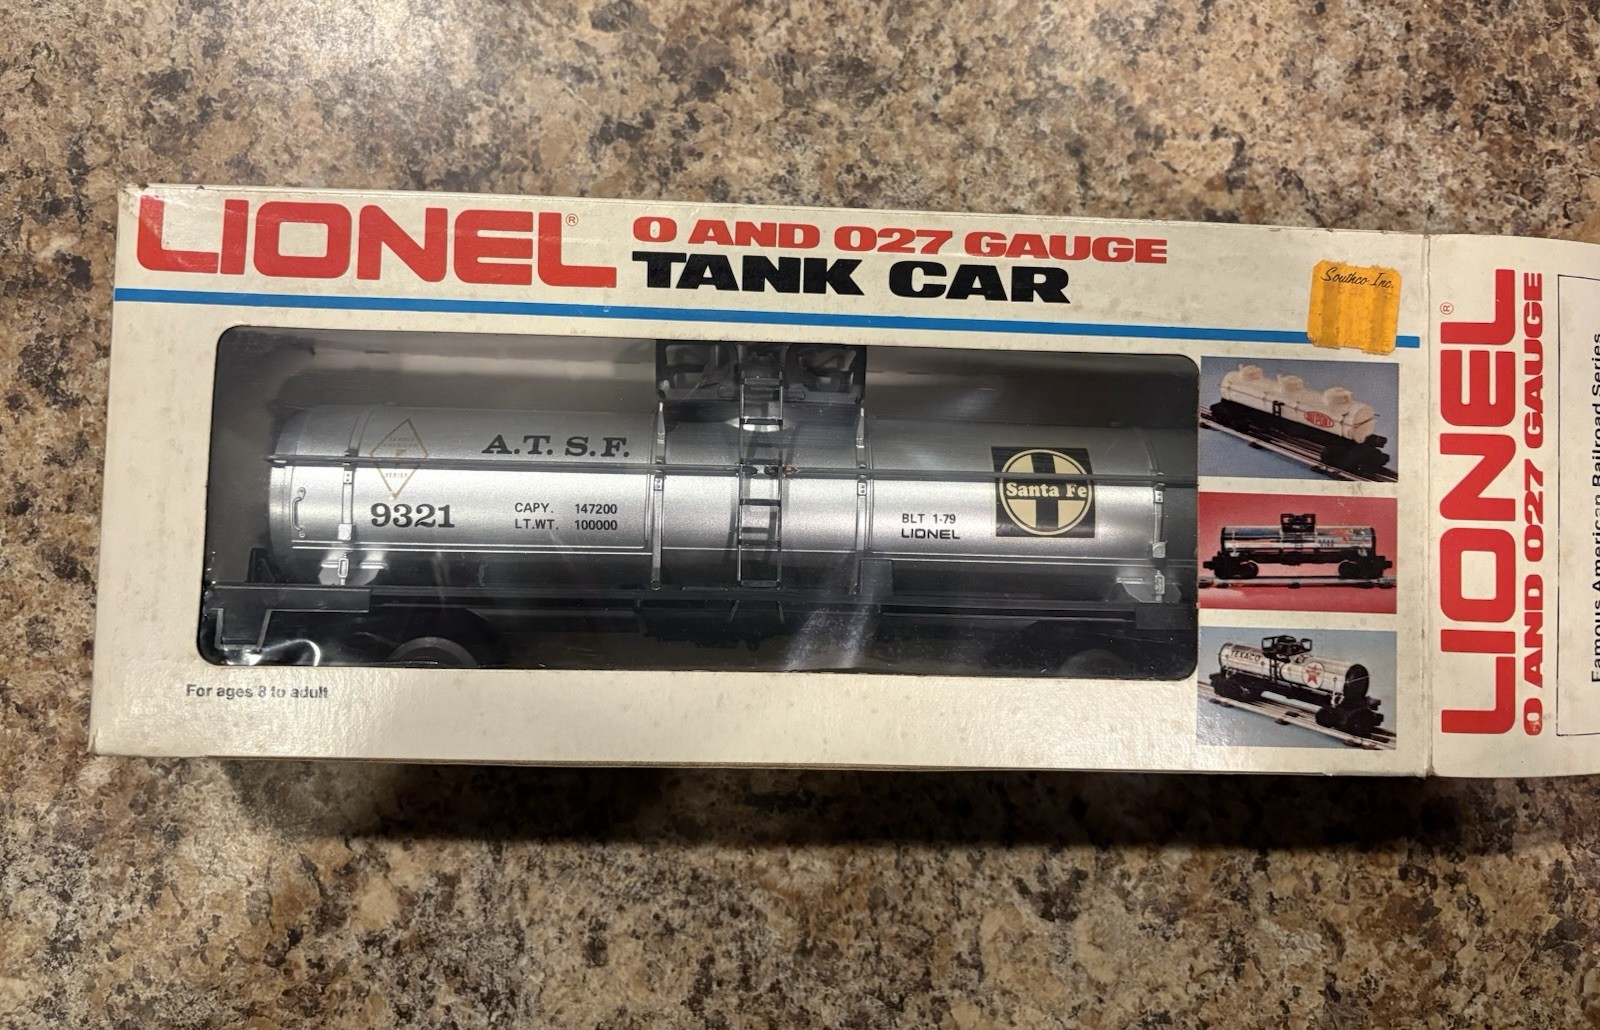 LIONEL®
O AND 027 GAUGE
TANK CAR
Southco Inc.
A.T.S.F.
9321
CAPY. 147200
LT.WT. 100000
BLT 1-79
LIONEL
Santa Fe
TEXACO
For ages 8 to adult
LIONEL®
O AND 027 GAUGE
Famous American Railroad Series